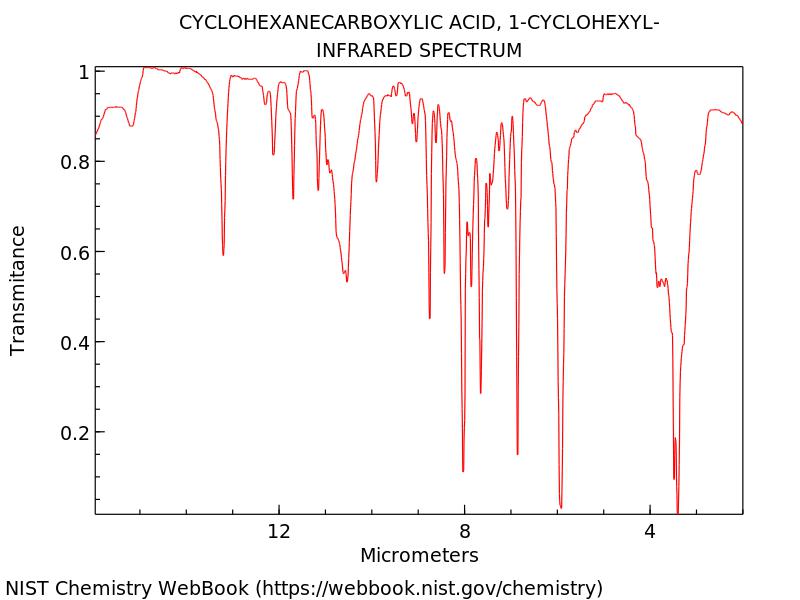 CYCLOHEXANECARBOXYLIC ACID, 1-CYCLOHEXYL-
INFRARED SPECTRUM
1
0.8
0.6
0.4
0.2
Transmitance
12
8
4
Micrometers
NIST Chemistry WebBook (https://webbook.nist.gov/chemistry)